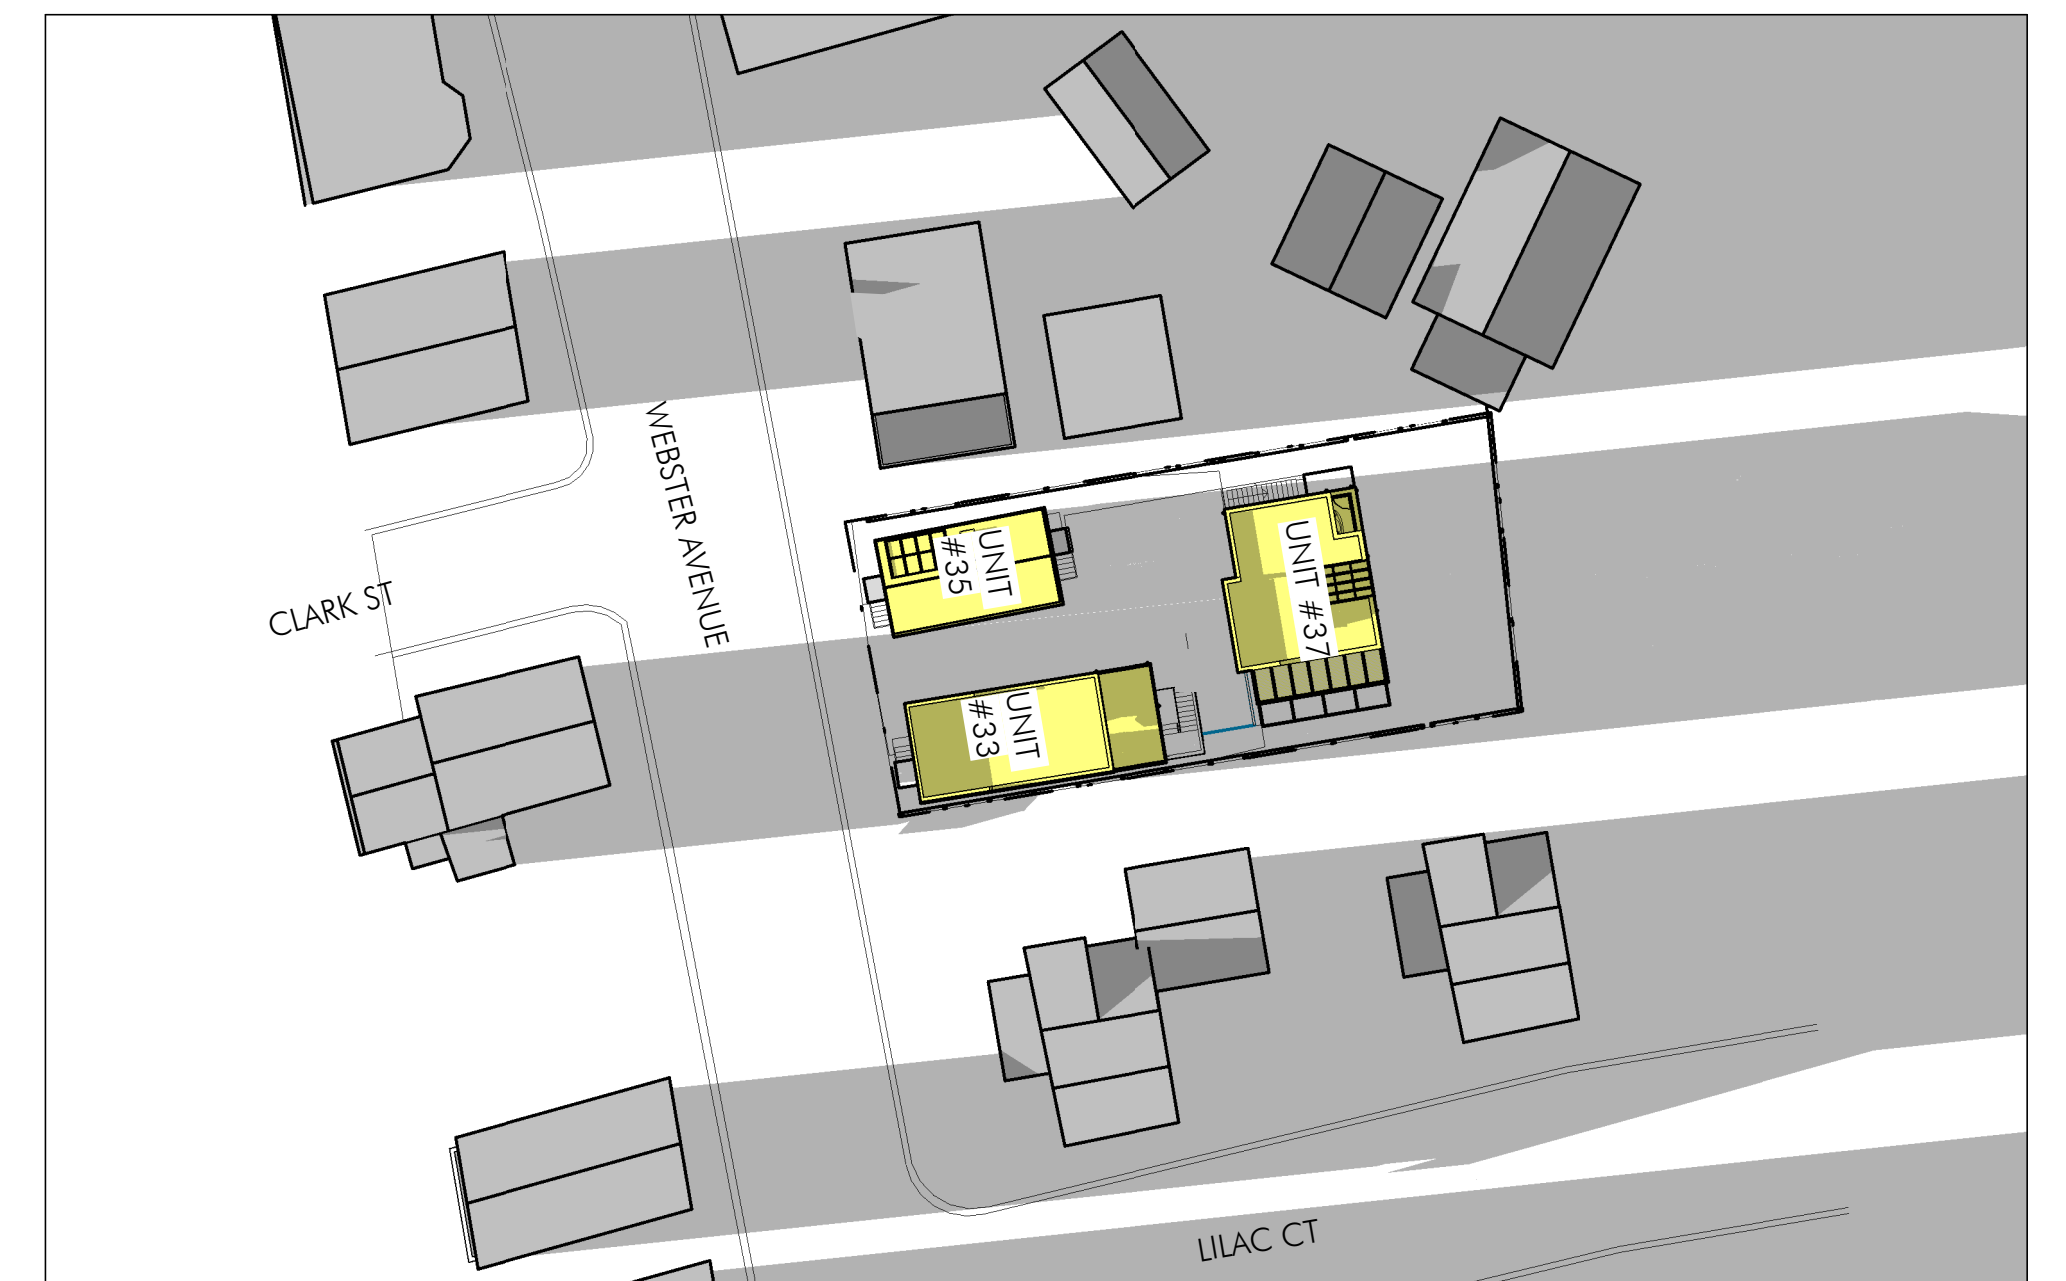 WEBSTER AVENUE
CLARK ST
UNIT
#35
UNIT #37
UNIT
#33
LILAC CT